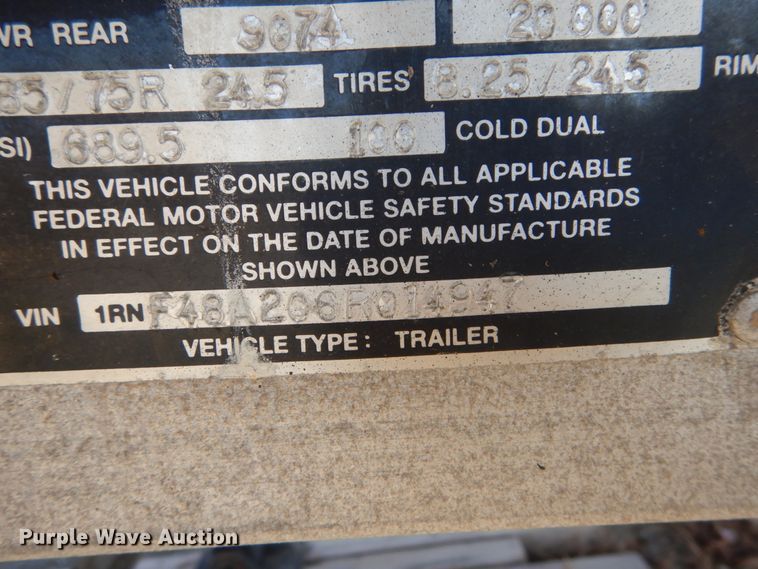 WR REAR 9074 20 000
85/75R 24.5 TIRES 8.25/24.5 RIM
SI) 689.5 100 COLD DUAL
THIS VEHICLE CONFORMS TO ALL APPLICABLE
FEDERAL MOTOR VEHICLE SAFETY STANDARDS
IN EFFECT ON THE DATE OF MANUFACTURE
SHOWN ABOVE
VIN 1RNF48A206R014947
VEHICLE TYPE: TRAILER
Purple Wave Auction